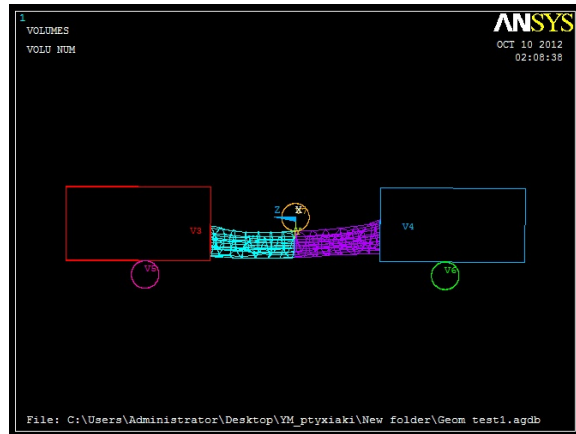 1
VOLUMES
VOLU NUM
ANSYS
OCT 10 2012
02:08:38
Z
V3
V4
V5
V6
File: C:\Users\Administrator\Desktop\YM_ptyxiaki\New folder\Geom test1.agdb